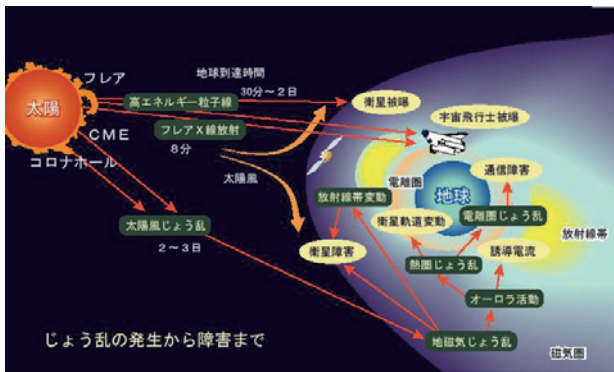 フレア
太陽
CME
コロナホール
地球到達時間
30分～2日
高エネルギー粒子線
フレアX線放射
8分
太陽風
太陽風じょう乱
2～3日
衛星被曝
宇宙飛行士被曝
通信障害
電離圏
地球
放射線帯変動
衛星軌道変動
電離圏じょう乱
放射線帯
衛星障害
熱圏じょう乱
誘導電流
オーロラ活動
地磁気じょう乱
磁気圏
じょう乱の発生から障害まで